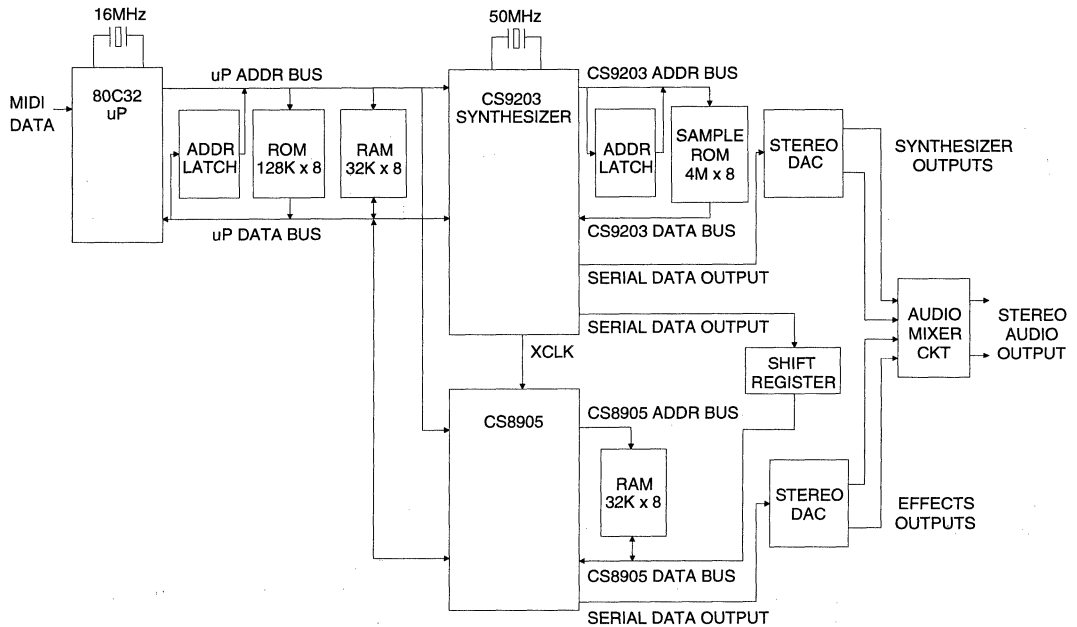 16MHz
50MHz
MIDI
DATA
80C32
uP
uP ADDR BUS
ADDR
LATCH
ROM
128K x 8
RAM
32K x 8
uP DATA BUS
CS9203
SYNTHESIZER
CS9203 ADDR BUS
ADDR
LATCH
SAMPLE
ROM
4M x 8
CS9203 DATA BUS
STEREO
DAC
SYNTHESIZER
OUTPUTS
SERIAL DATA OUTPUT
SERIAL DATA OUTPUT
AUDIO
MIXER
CKT
STEREO
AUDIO
OUTPUT
XCLK
SHIFT
REGISTER
CS8905
CS8905 ADDR BUS
RAM
32K x 8
STEREO
DAC
EFFECTS
OUTPUTS
CS8905 DATA BUS
SERIAL DATA OUTPUT